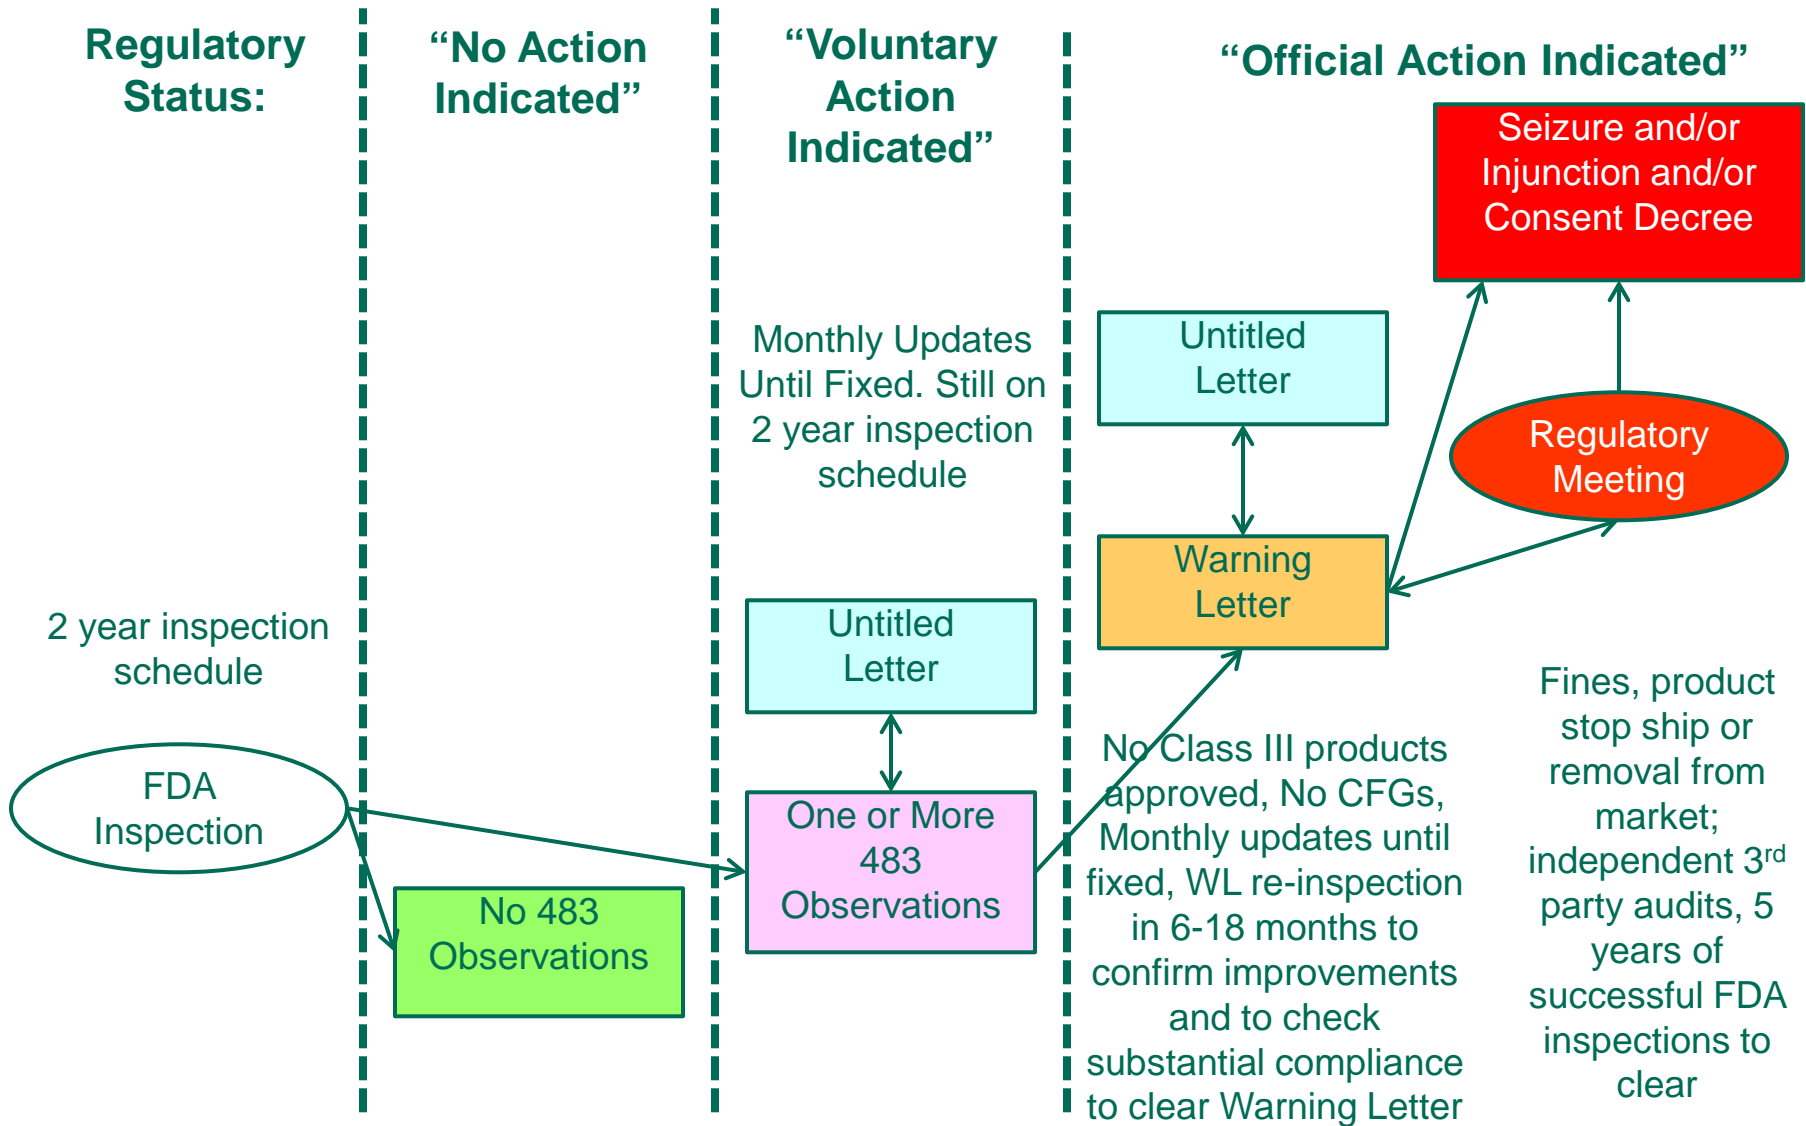 Regulatory
Status:
“No Action
Indicated”
“Voluntary
Action
Indicated”
“Official Action Indicated”
Seizure and/or
Injunction and/or
Consent Decree
Monthly Updates
Until Fixed. Still on
2 year inspection
schedule
Untitled
Letter
Regulatory
Meeting
Warning
Letter
2 year inspection
schedule
Untitled
Letter
FDA
Inspection
No 483
Observations
One or More
483
Observations
No Class III products
approved, No CFGs,
Monthly updates until
fixed, WL re-inspection
in 6-18 months to
confirm improvements
and to check
substantial compliance
to clear Warning Letter
Fines, product
stop ship or
removal from
market;
independent 3rd
party audits, 5
years of
successful FDA
inspections to
clear